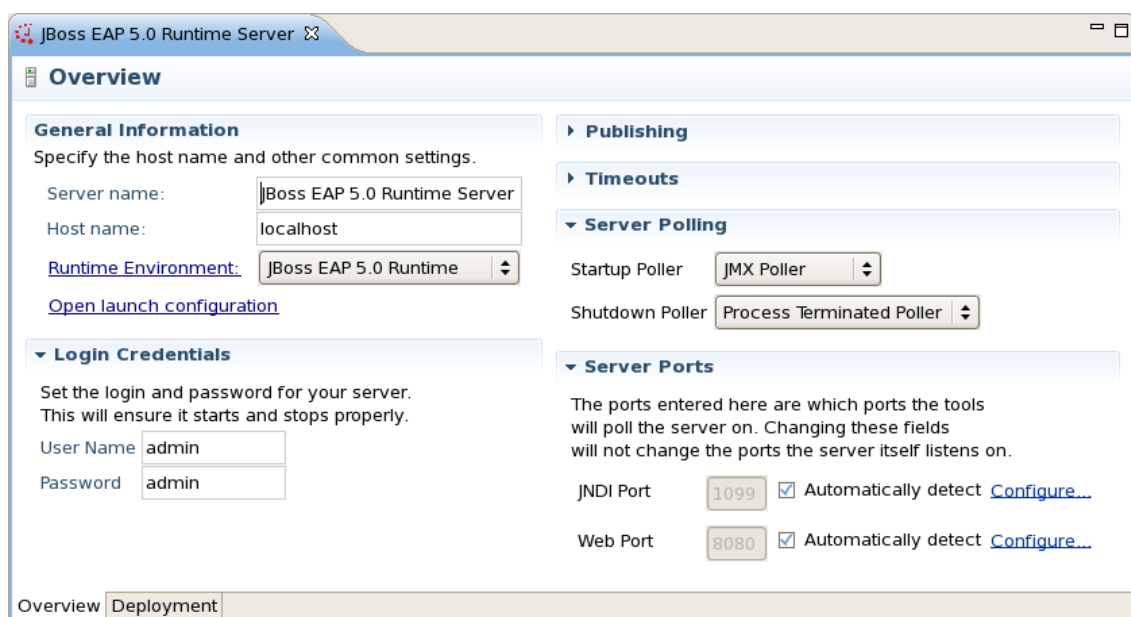 JBoss EAP 5.0 Runtime Server
Overview
General Information
Specify the host name and other common settings.
Server name: JBoss EAP 5.0 Runtime Server
Host name: localhost
Runtime Environment: JBoss EAP 5.0 Runtime
Open launch configuration
Login Credentials
Set the login and password for your server.
This will ensure it starts and stops properly.
User Name admin
Password admin
Publishing
Timeouts
Server Polling
Startup Poller JMX Poller
Shutdown Poller Process Terminated Poller
Server Ports
The ports entered here are which ports the tools
will poll the server on. Changing these fields
will not change the ports the server itself listens on.
JNDI Port 1099 Automatically detect Configure...
Web Port 8080 Automatically detect Configure...
Overview Deployment